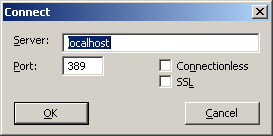 Connect
Server: localhost
Port: 389 Connectionless
SSL
OK Cancel